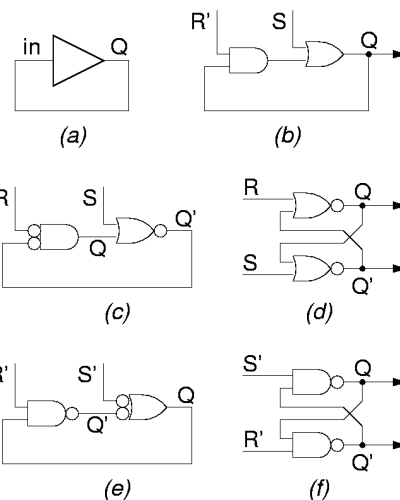 in Q
(a)
R' S Q
(b)
R S Q'
Q
(c)
R Q
S Q'
(d)
R' S' Q
Q'
(e)
S' Q
R' Q'
(f)